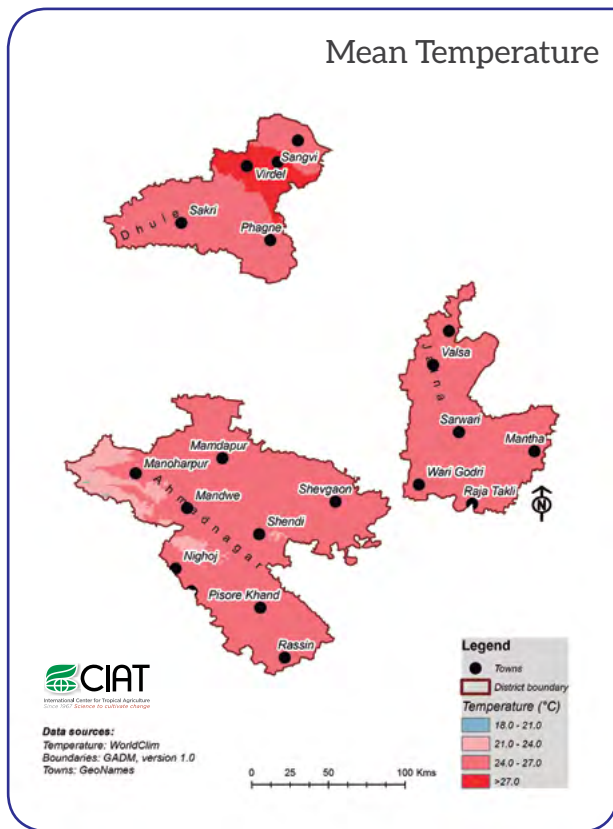 Mean Temperature
Sangvi
Virdel
Dhule
Sakri
Phagne
Valsa
Jalna
Sarwari
Mantha
Wari Godri
Raja Takli
N
Mamdapur
Manoharpur
Ahmednagar
Mandwe
Shevgaon
Shendi
Nighoj
Pisore Khand
Rassin
CIAT
International Center for Tropical Agriculture
Since 1967 Science to cultivate change
Data sources:
Temperature: WorldClim
Boundaries: GADM, version 1.0
Towns: GeoNames
0 25 50 100 Kms
Legend
Towns
District boundary
Temperature (°C)
18.0 - 21.0
21.0 - 24.0
24.0 - 27.0
>27.0